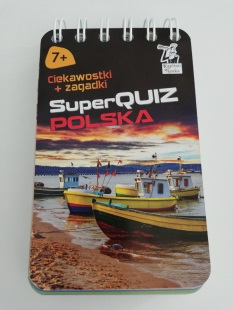 7+
ciekawostki
+ zagadki
SuperQUIZ
POLSKA